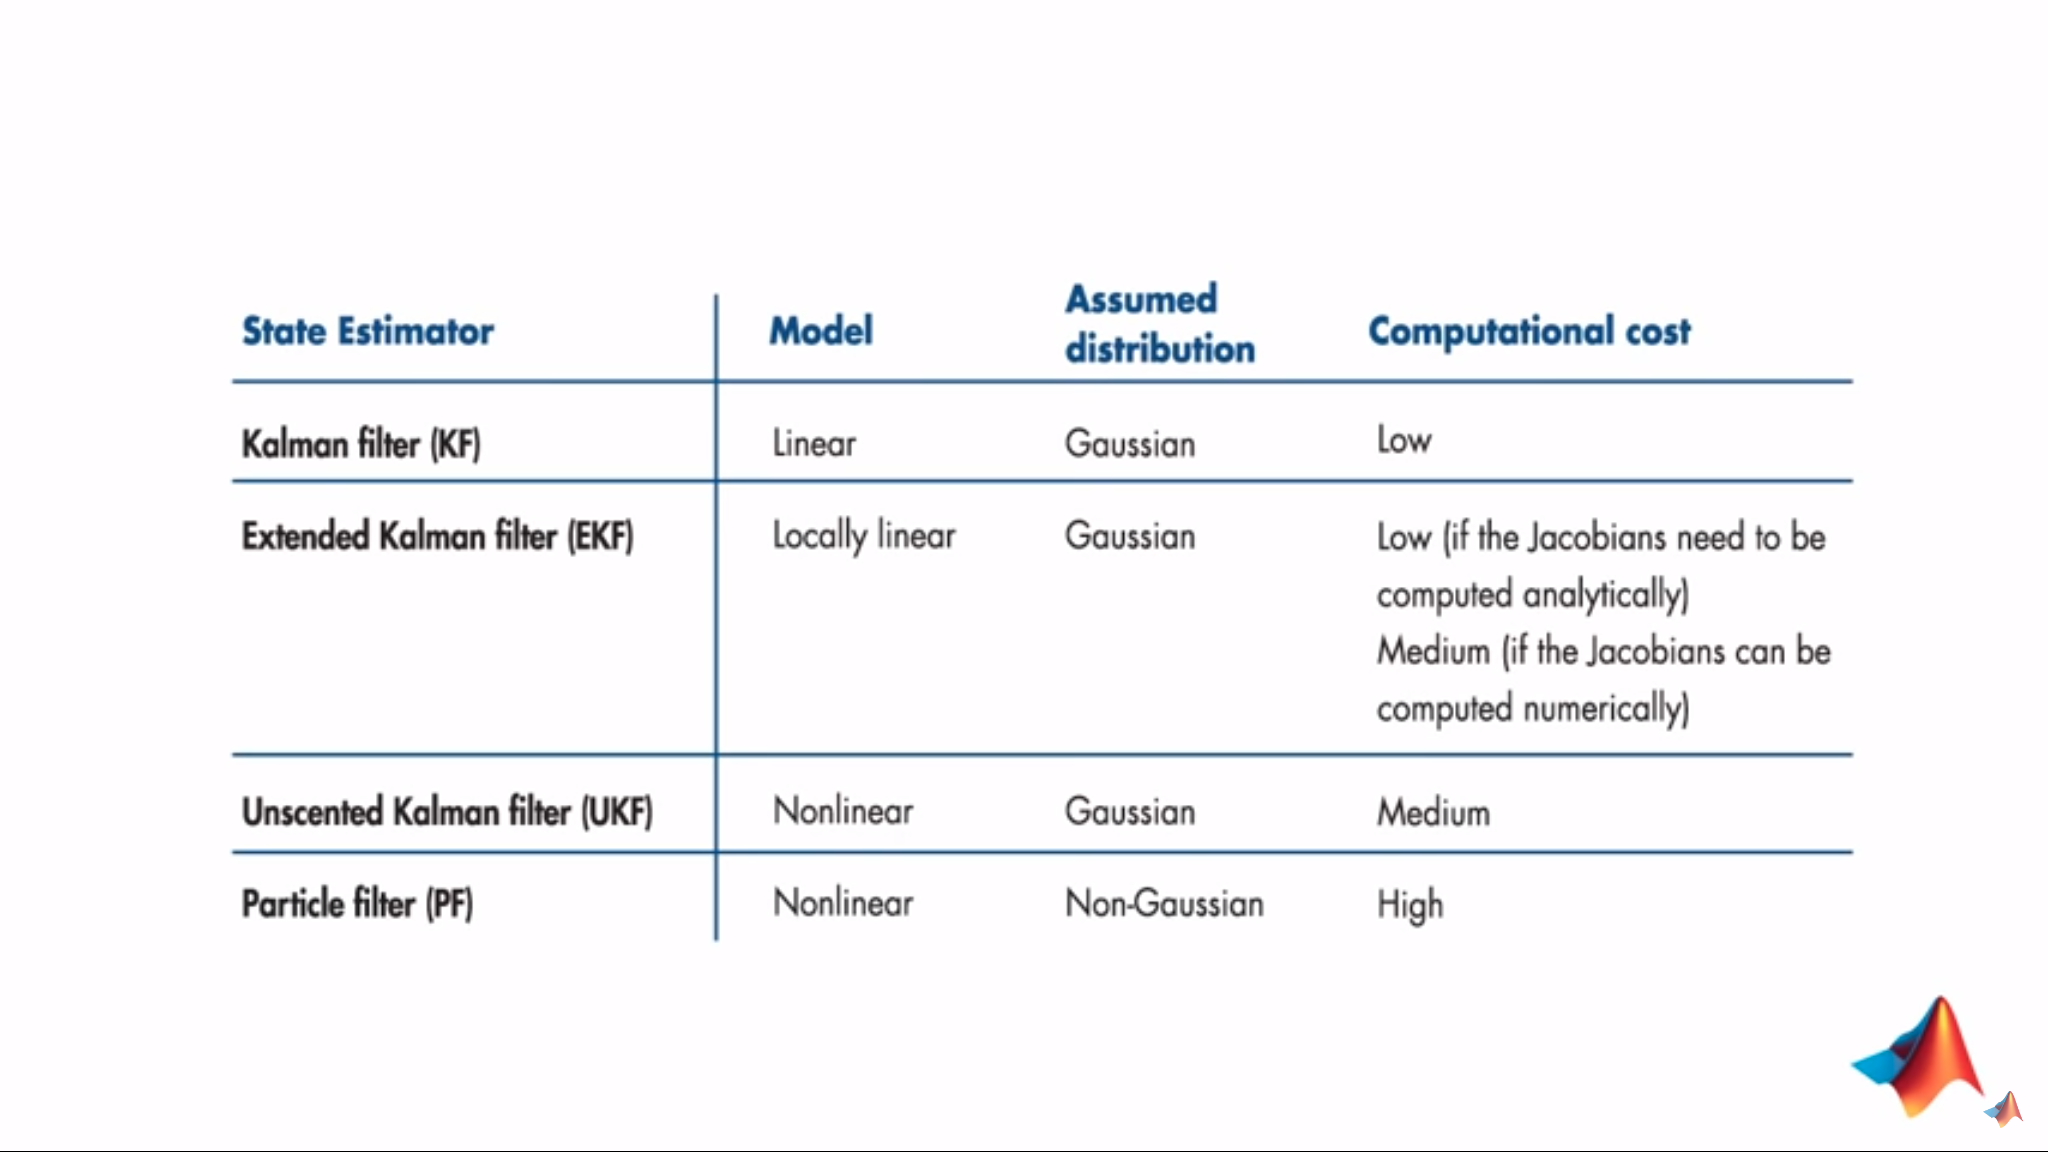 State Estimator Model Assumed distribution Computational cost
Kalman filter (KF) Linear Gaussian Low
Extended Kalman filter (EKF) Locally linear Gaussian Low (if the Jacobians need to be
computed analytically)
Medium (if the Jacobians can be
computed numerically)
Unscented Kalman filter (UKF) Nonlinear Gaussian Medium
Particle filter (PF) Nonlinear Non-Gaussian High